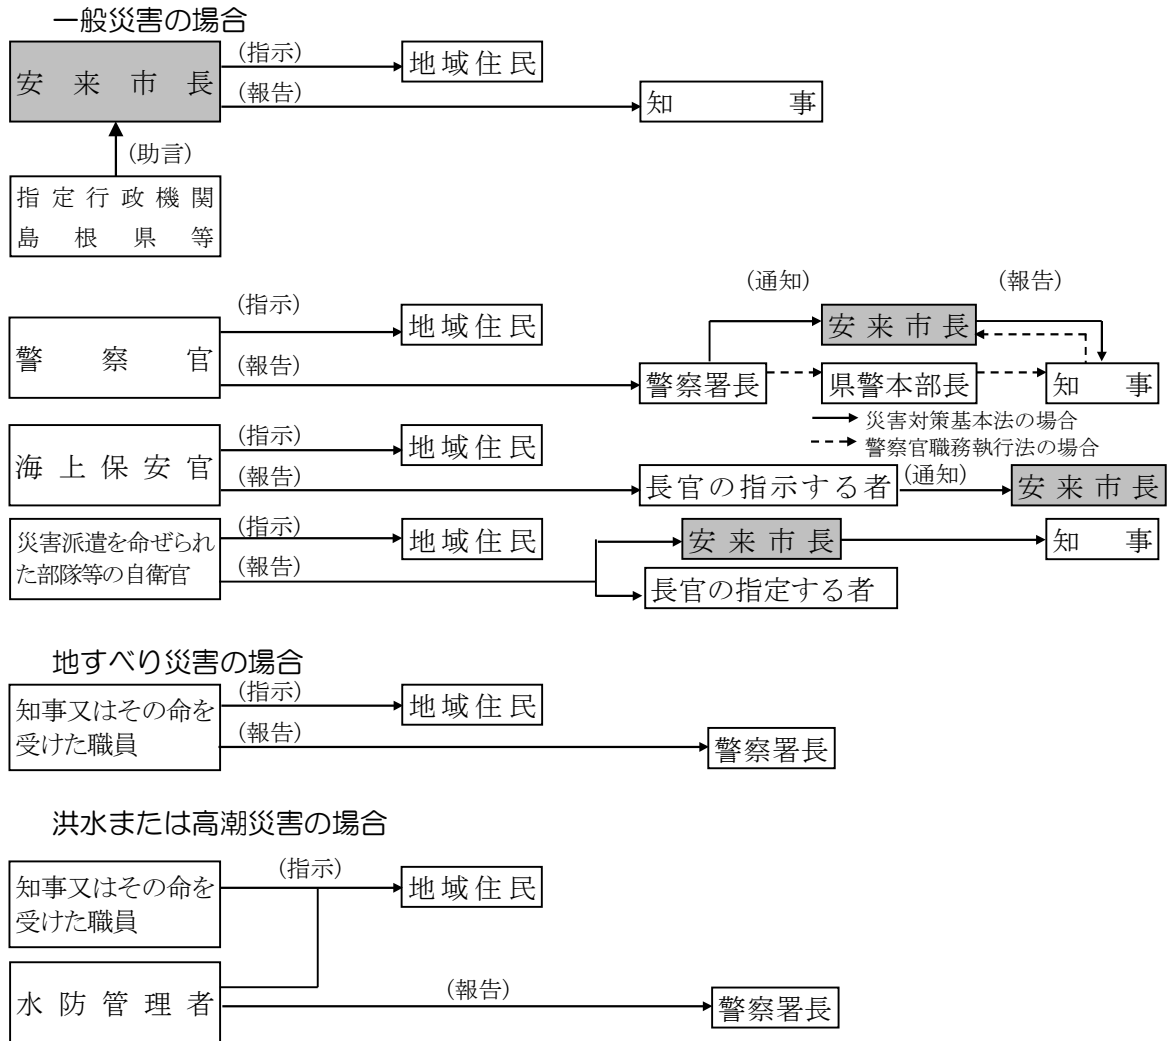 一般災害の場合
安来市長
(指示)
地域住民
(報告)
知事
(助言)
指定行政機関
島根県等
警察官
(指示)
地域住民
(報告)
警察署長
(通知)
安来市長
(報告)
県警本部長
知事
災害対策基本法の場合
警察官職務執行法の場合
海上保安官
(指示)
地域住民
(報告)
長官の指示する者
(通知)
安来市長
災害派遣を命ぜられ
た部隊等の自衛官
(指示)
地域住民
(報告)
安来市長
知事
長官の指定する者
地すべり災害の場合
知事又はその命を
受けた職員
(指示)
地域住民
(報告)
警察署長
洪水または高潮災害の場合
知事又はその命を
受けた職員
(指示)
地域住民
水防管理者
(報告)
警察署長